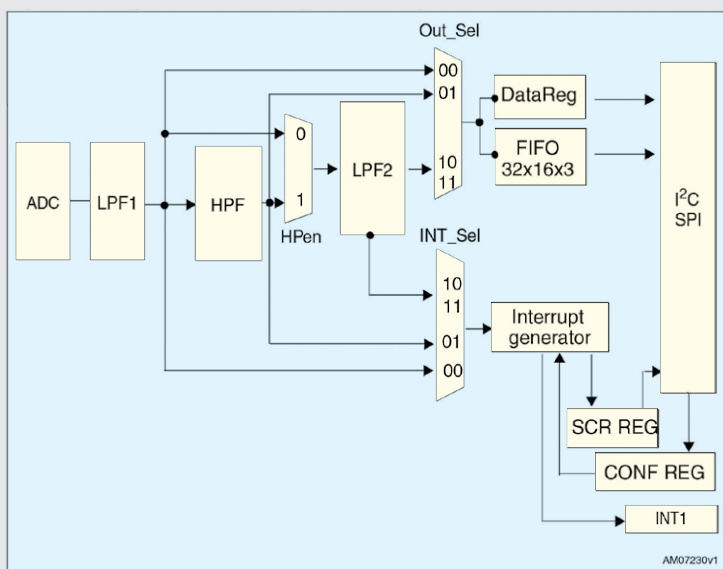 Out_Sel
00
01
10
11
DataReg
FIFO
32x16x3
I²C
SPI
ADC
LPF1
HPF
0
1
HPen
LPF2
INT_Sel
10
11
01
00
Interrupt
generator
SCR REG
CONF REG
INT1
AM07230v1